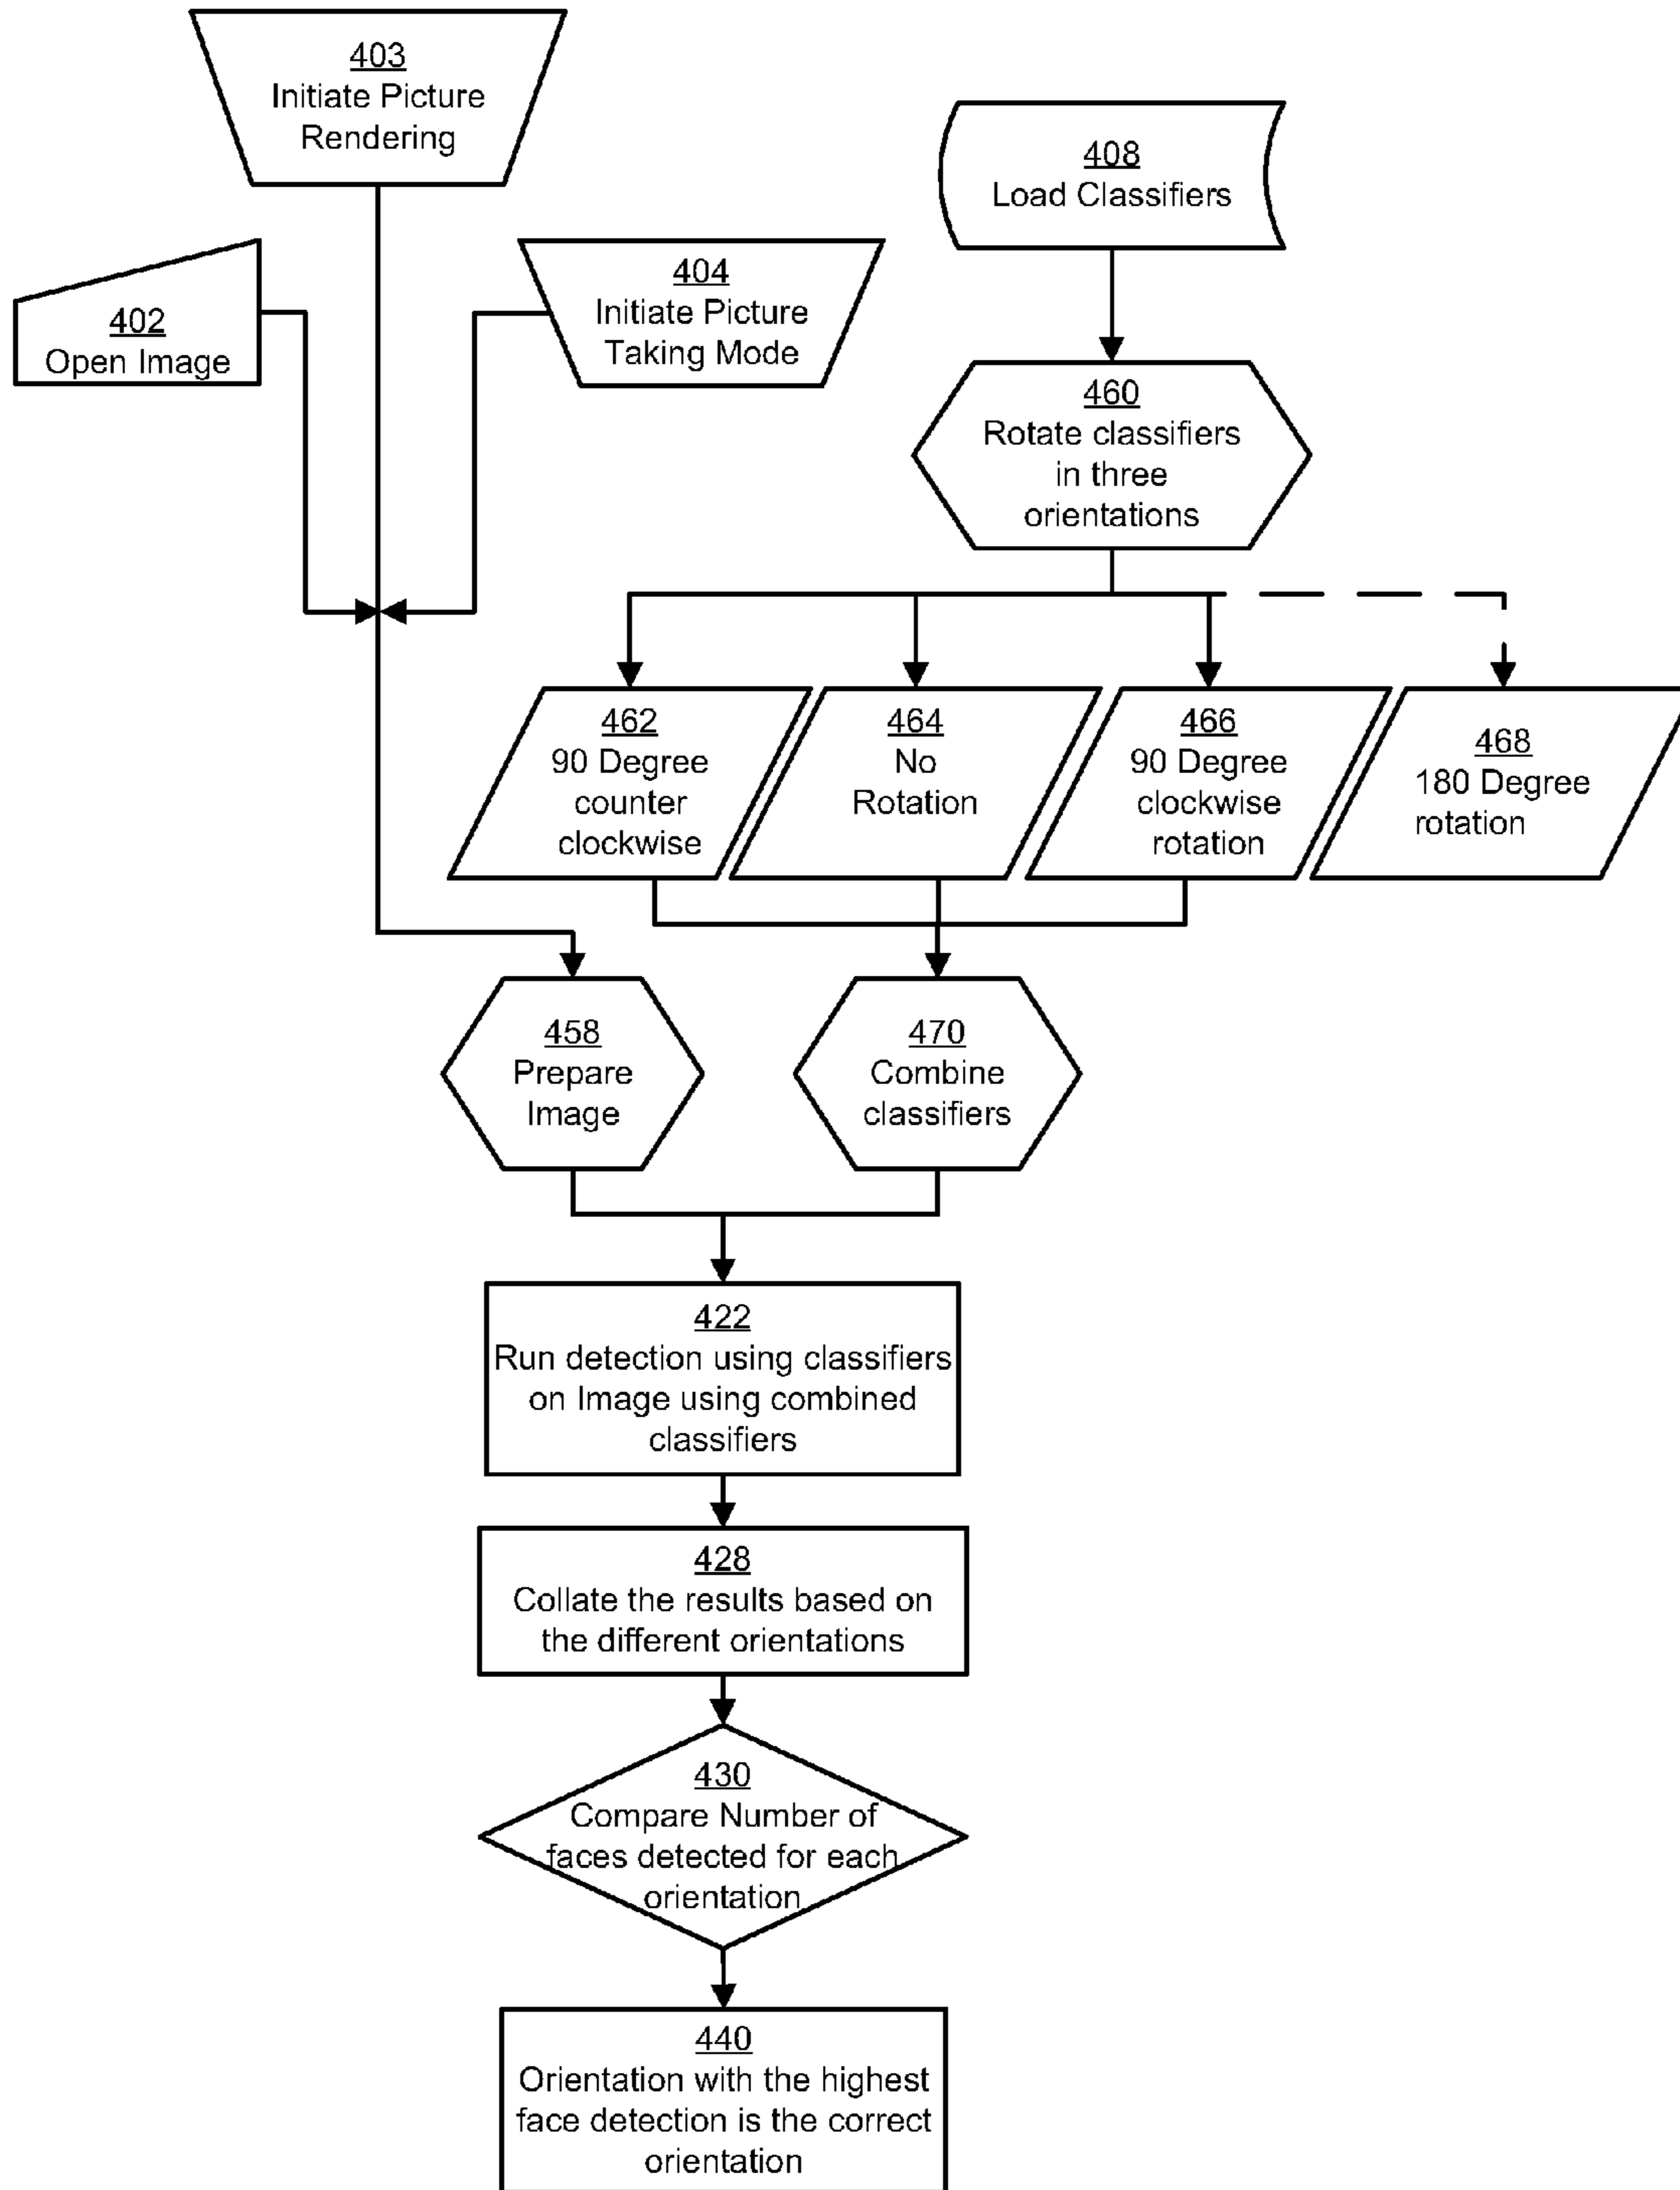 403
Initiate Picture
Rendering
408
Load Classifiers
402
Open Image
404
Initiate Picture
Taking Mode
460
Rotate classifiers
in three
orientations
462
90 Degree
counter
clockwise
464
No
Rotation
466
90 Degree
clockwise
rotation
468
180 Degree
rotation
458
Prepare
Image
470
Combine
classifiers
422
Run detection using classifiers
on Image using combined
classifiers
428
Collate the results based on
the different orientations
430
Compare Number of
faces detected for each
orientation
440
Orientation with the highest
face detection is the correct
orientation